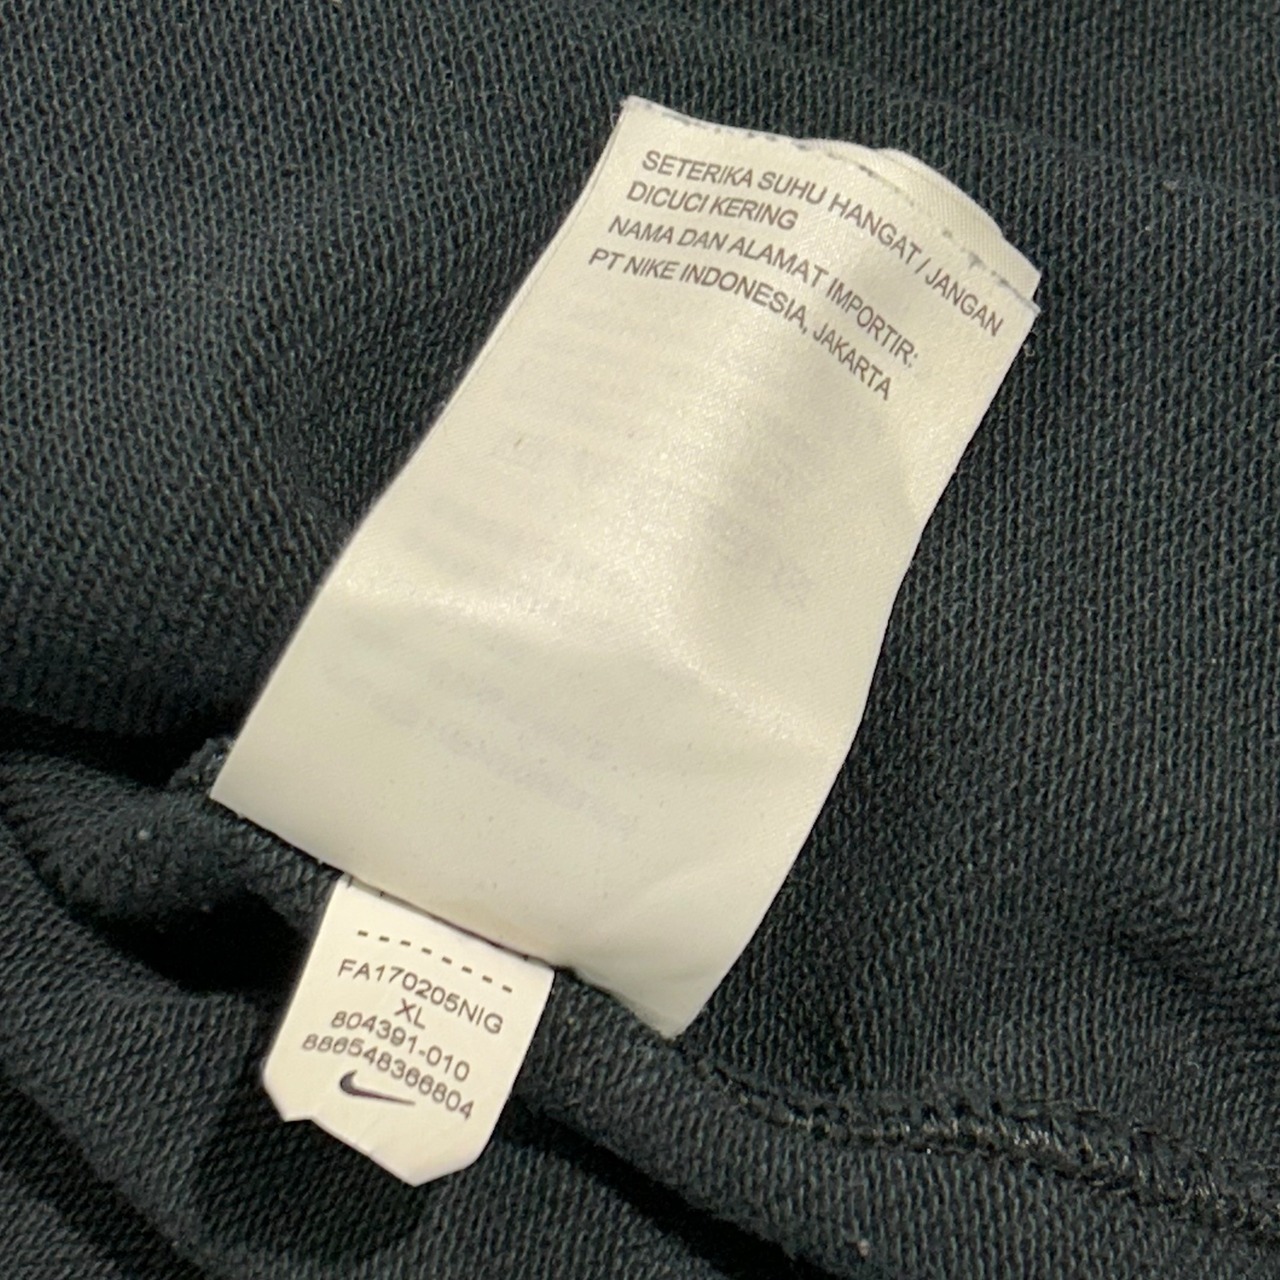 SETERIKA SUHU HANGAT / JANGAN
DICUCI KERING
NAMA DAN ALAMAT IMPORTIR:
PT NIKE INDONESIA, JAKARTA
FA170205NIG
XL
804391-010
886548366804